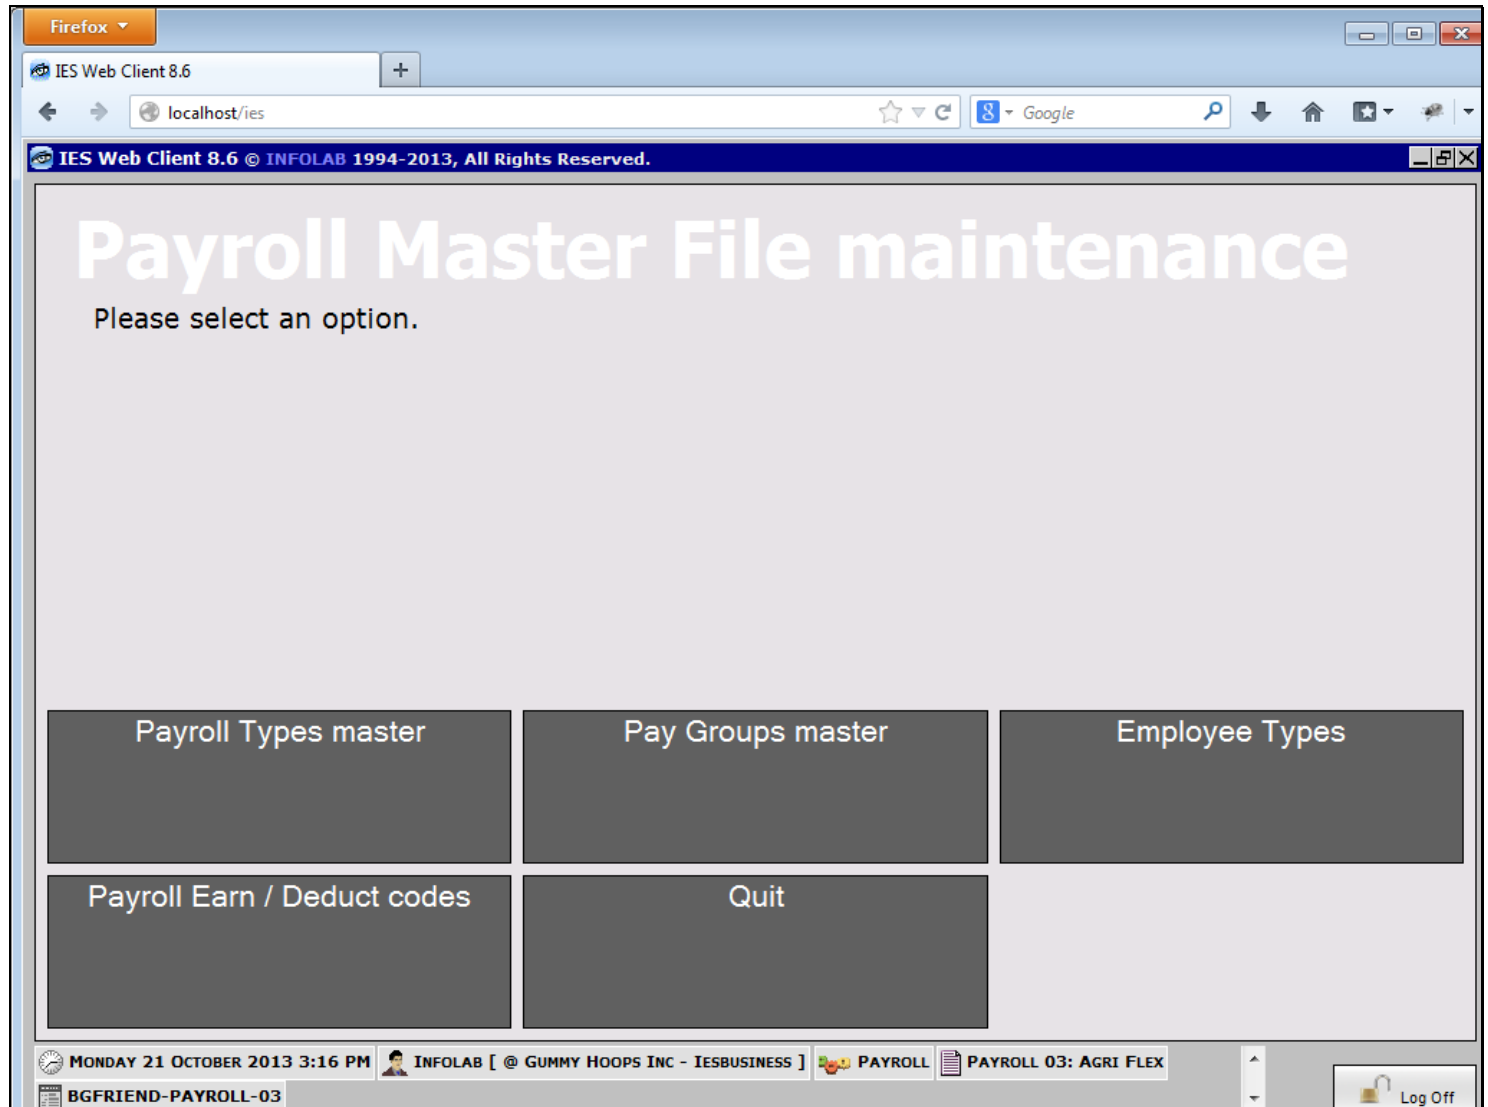 Firefox
IES Web Client 8.6
localhost/ies
8 Google
IES Web Client 8.6 © INFOLAB 1994-2013, All Rights Reserved.
Payroll Master File maintenance
Please select an option.
Payroll Types master
Pay Groups master
Employee Types
Payroll Earn / Deduct codes
Quit
MONDAY 21 OCTOBER 2013 3:16 PM INFOLAB [ @ GUMMY HOOPS INC - IESBUSINESS ] PAYROLL PAYROLL 03: AGRI FLEX
BGFRIEND-PAYROLL-03
Log Off